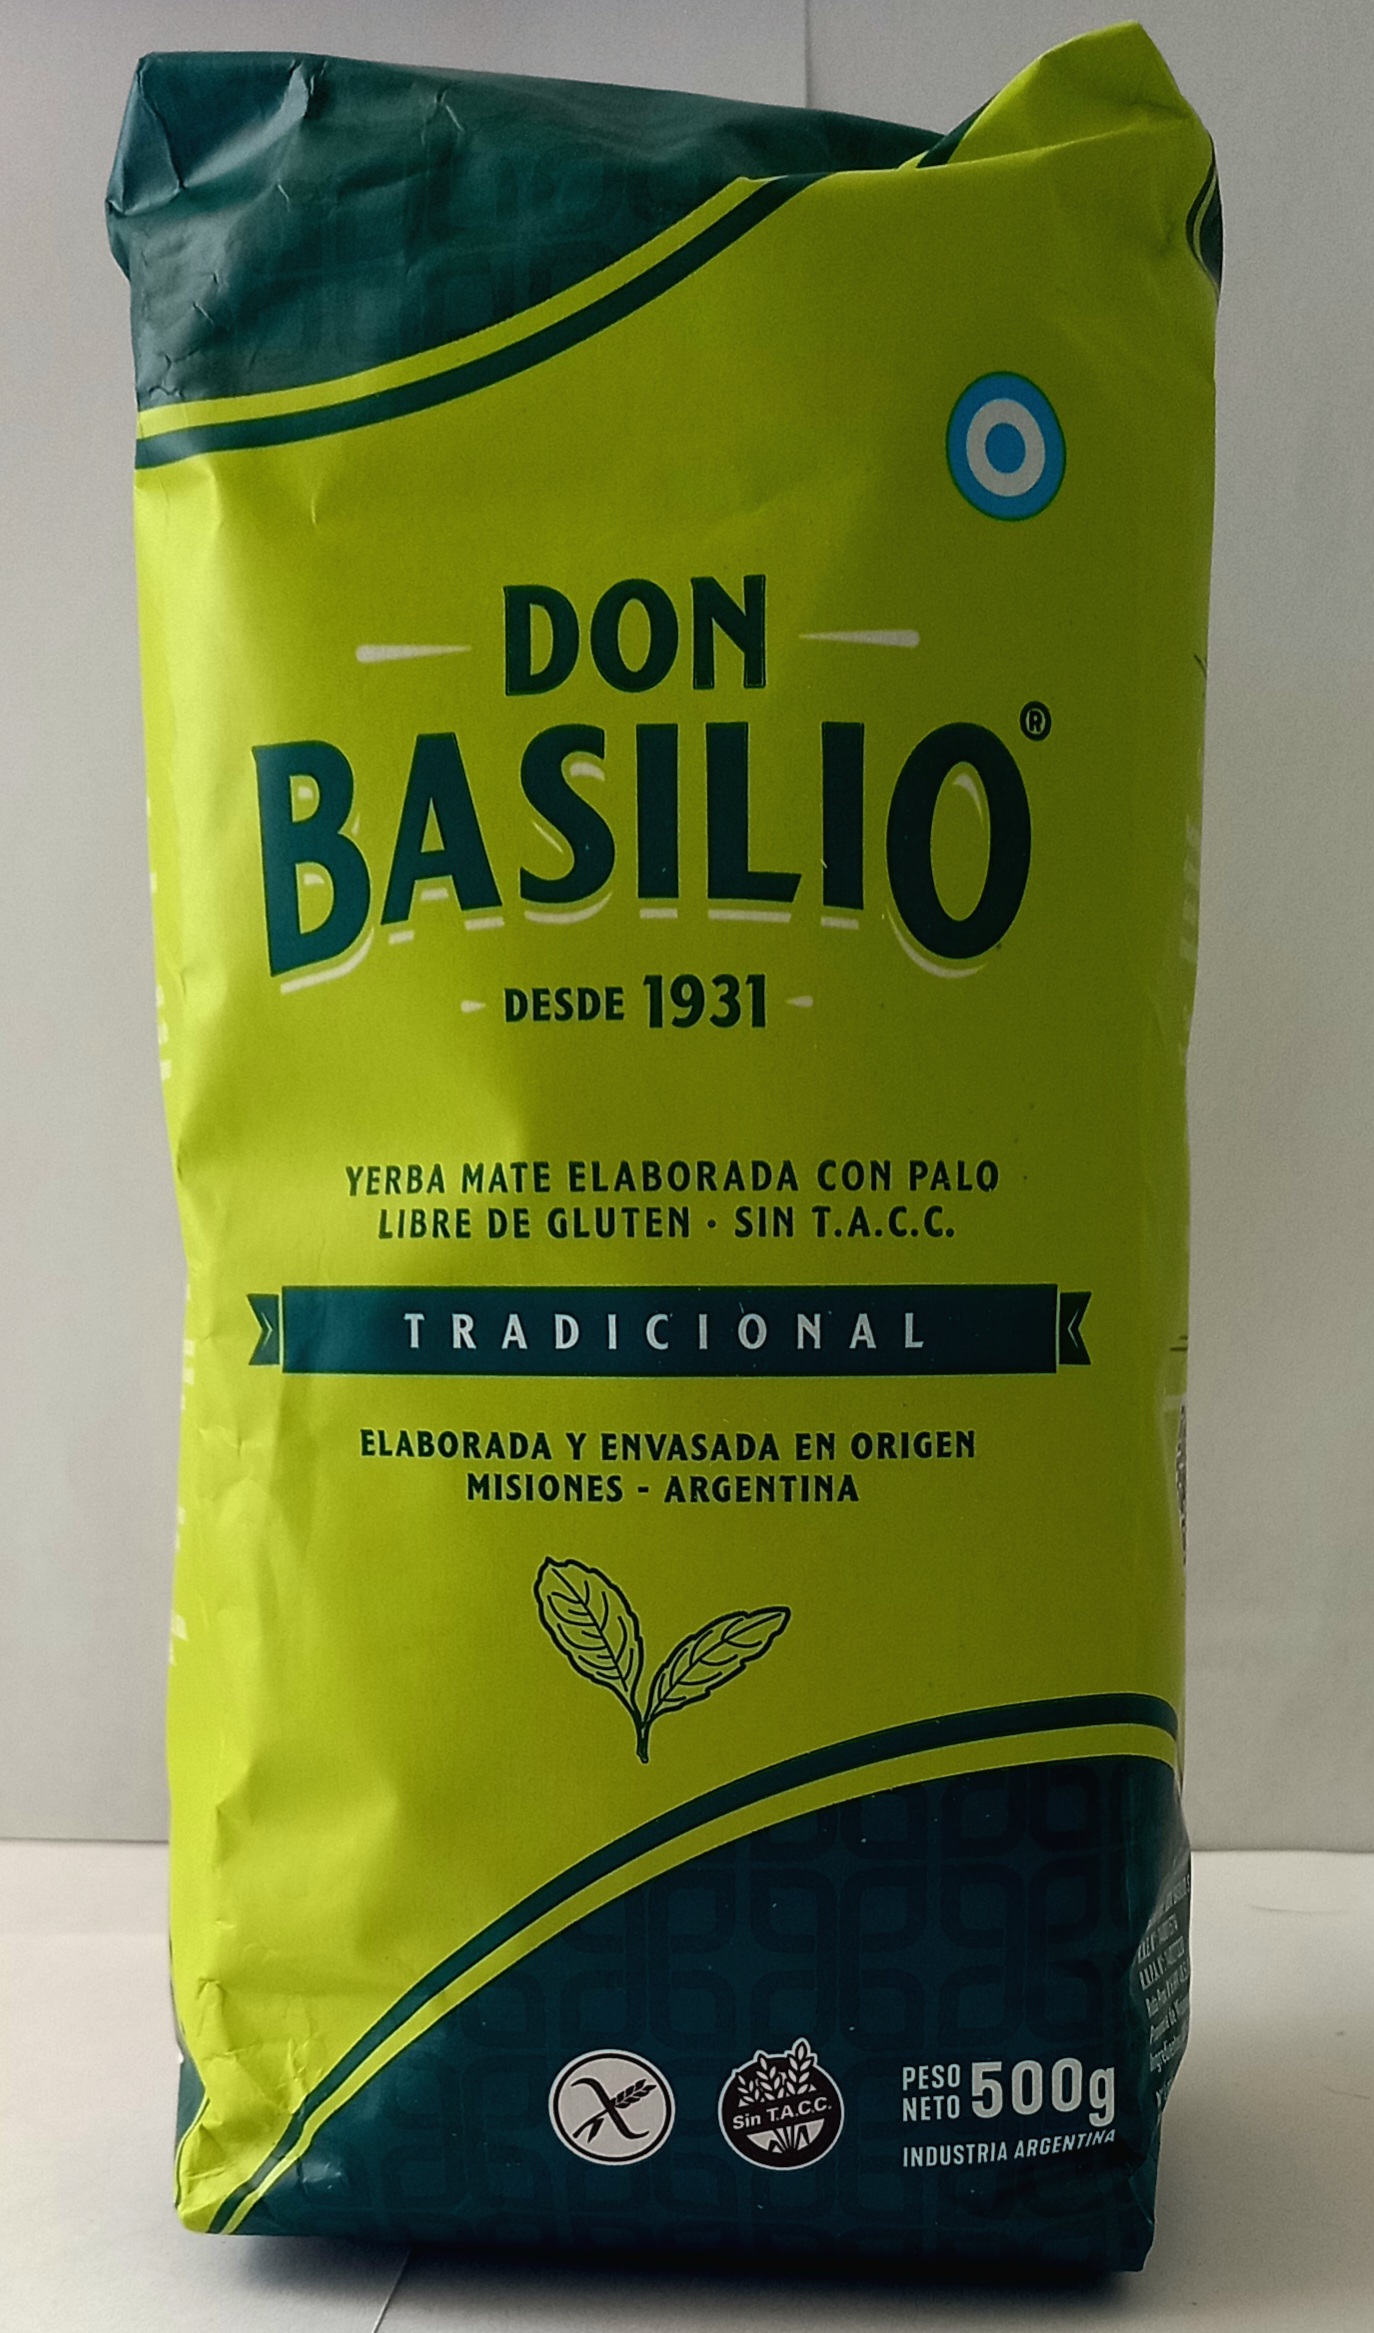 DON
BASILIO®
DESDE 1931
YERBA MATE ELABORADA CON PALO
LIBRE DE GLUTEN · SIN T.A.C.C.
TRADICIONAL
ELABORADA Y ENVASADA EN ORIGEN
MISIONES - ARGENTINA
Sin T.A.C.C.
PESO NETO 500g
INDUSTRIA ARGENTINA